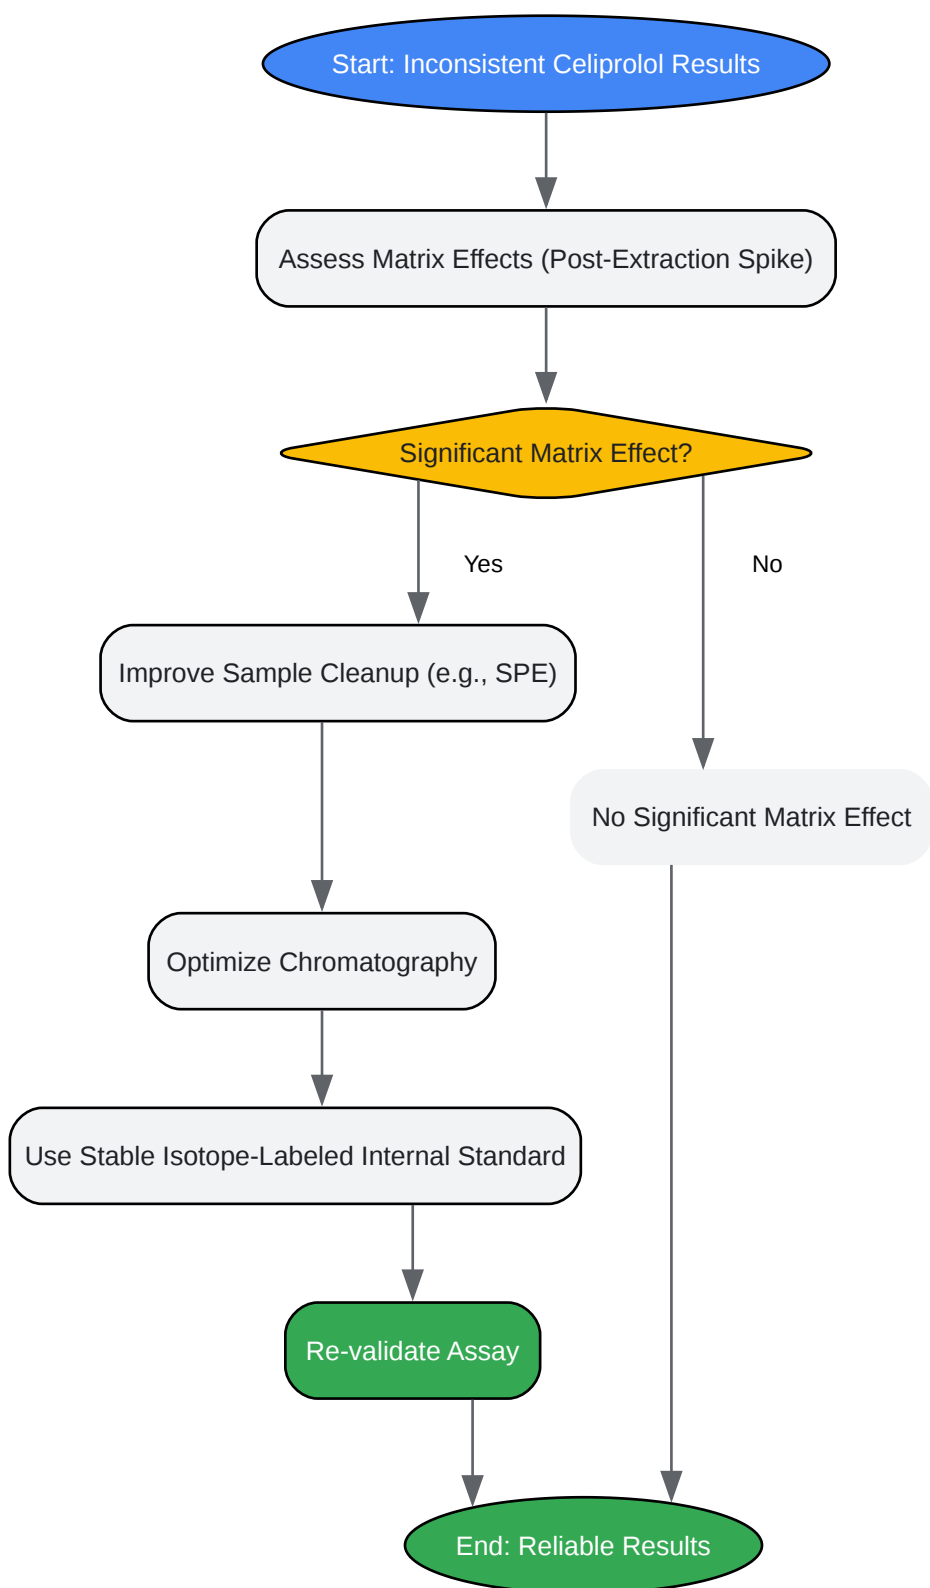 Start: Inconsistent Celiprolol Results
Assess Matrix Effects (Post-Extraction Spike)
Significant Matrix Effect?
Yes
No
Improve Sample Cleanup (e.g., SPE)
No Significant Matrix Effect
Optimize Chromatography
Use Stable Isotope-Labeled Internal Standard
Re-validate Assay
End: Reliable Results